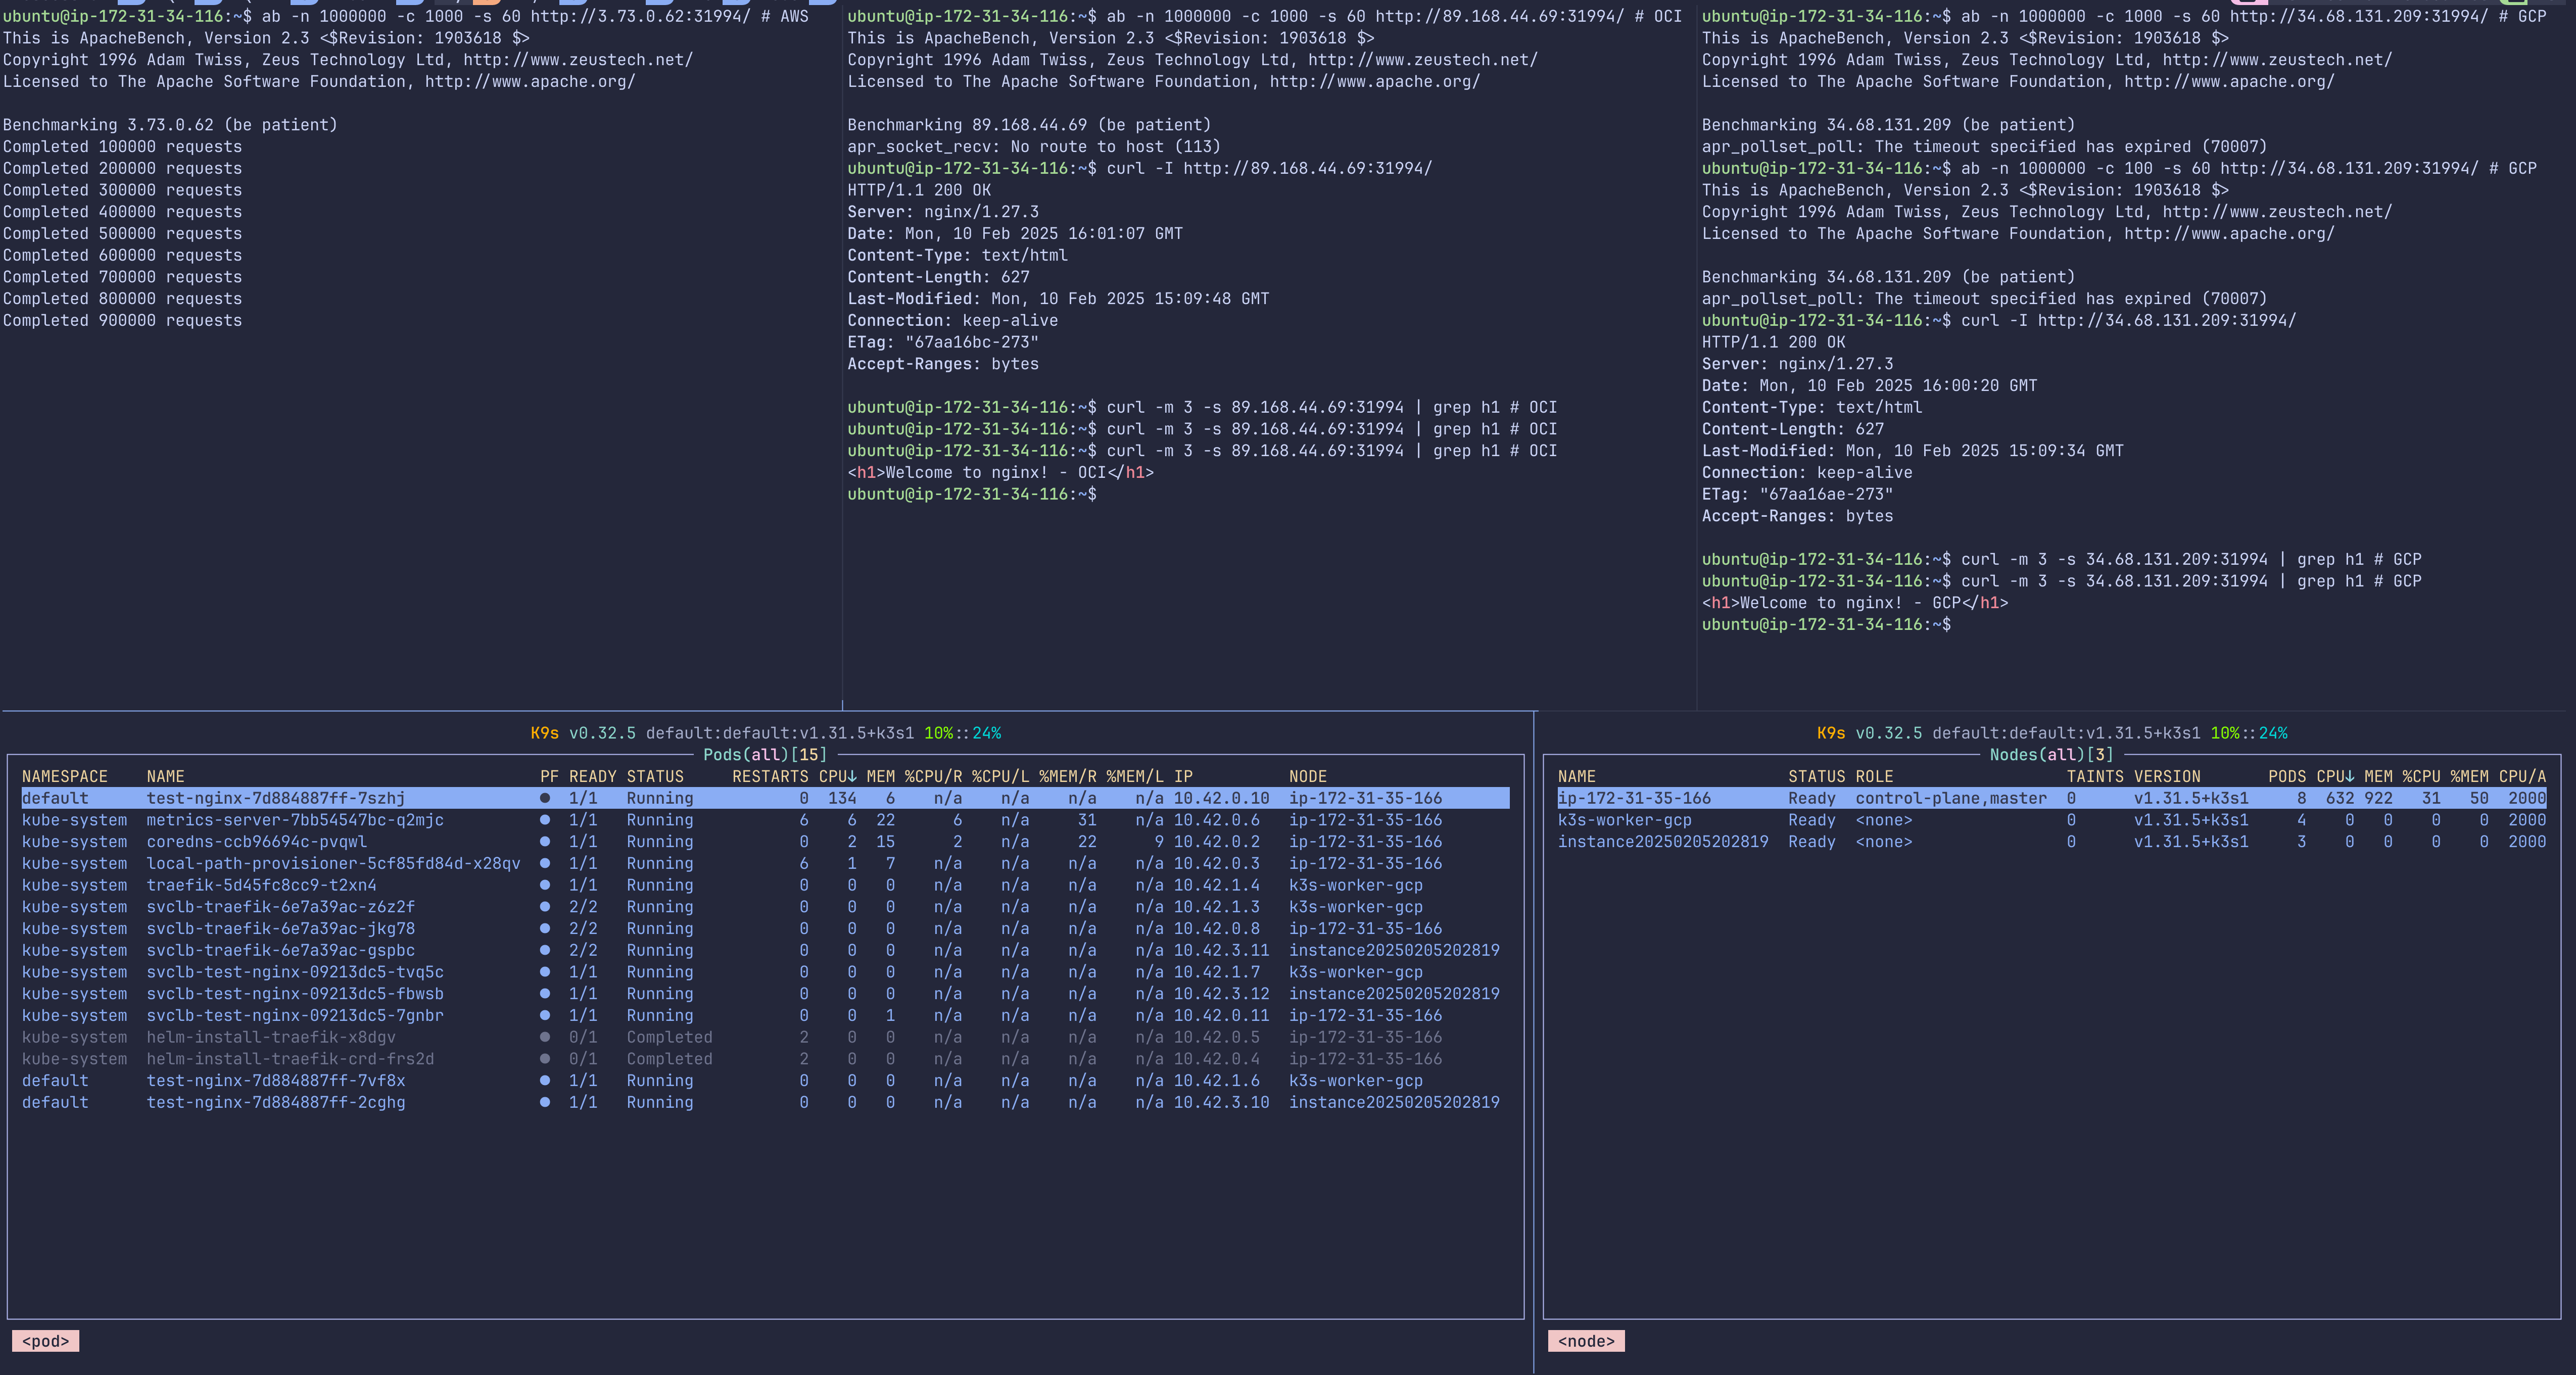 ubuntu@ip-172-31-34-116:~$ ab -n 1000000 -c 1000 -s 60 http://3.73.0.62:31994/ # AWS
This is ApacheBench, Version 2.3 <$Revision: 1903618 $>
Copyright 1996 Adam Twiss, Zeus Technology Ltd, http://www.zeustech.net/
Licensed to The Apache Software Foundation, http://www.apache.org/
Benchmarking 3.73.0.62 (be patient)
Completed 100000 requests
Completed 200000 requests
Completed 300000 requests
Completed 400000 requests
Completed 500000 requests
Completed 600000 requests
Completed 700000 requests
Completed 800000 requests
Completed 900000 requests
ubuntu@ip-172-31-34-116:~$ ab -n 1000000 -c 1000 -s 60 http://89.168.44.69:31994/ # OCI
This is ApacheBench, Version 2.3 <$Revision: 1903618 $>
Copyright 1996 Adam Twiss, Zeus Technology Ltd, http://www.zeustech.net/
Licensed to The Apache Software Foundation, http://www.apache.org/
Benchmarking 89.168.44.69 (be patient)
apr_socket_recv: No route to host (113)
ubuntu@ip-172-31-34-116:~$ curl -I http://89.168.44.69:31994/
HTTP/1.1 200 OK
Server: nginx/1.27.3
Date: Mon, 10 Feb 2025 16:01:07 GMT
Content-Type: text/html
Content-Length: 627
Last-Modified: Mon, 10 Feb 2025 15:09:48 GMT
Connection: keep-alive
ETag: "67aa16bc-273"
Accept-Ranges: bytes
ubuntu@ip-172-31-34-116:~$ curl -m 3 -s 89.168.44.69:31994 | grep h1 # OCI
ubuntu@ip-172-31-34-116:~$ curl -m 3 -s 89.168.44.69:31994 | grep h1 # OCI
ubuntu@ip-172-31-34-116:~$ curl -m 3 -s 89.168.44.69:31994 | grep h1 # OCI
<h1>Welcome to nginx! - OCI</h1>
ubuntu@ip-172-31-34-116:~$
ubuntu@ip-172-31-34-116:~$ ab -n 1000000 -c 1000 -s 60 http://34.68.131.209:31994/ # GCP
This is ApacheBench, Version 2.3 <$Revision: 1903618 $>
Copyright 1996 Adam Twiss, Zeus Technology Ltd, http://www.zeustech.net/
Licensed to The Apache Software Foundation, http://www.apache.org/
Benchmarking 34.68.131.209 (be patient)
apr_pollset_poll: The timeout specified has expired (70007)
ubuntu@ip-172-31-34-116:~$ ab -n 1000000 -c 100 -s 60 http://34.68.131.209:31994/ # GCP
This is ApacheBench, Version 2.3 <$Revision: 1903618 $>
Copyright 1996 Adam Twiss, Zeus Technology Ltd, http://www.zeustech.net/
Licensed to The Apache Software Foundation, http://www.apache.org/
Benchmarking 34.68.131.209 (be patient)
apr_pollset_poll: The timeout specified has expired (70007)
ubuntu@ip-172-31-34-116:~$ curl -I http://34.68.131.209:31994/
HTTP/1.1 200 OK
Server: nginx/1.27.3
Date: Mon, 10 Feb 2025 16:00:20 GMT
Content-Type: text/html
Content-Length: 627
Last-Modified: Mon, 10 Feb 2025 15:09:34 GMT
Connection: keep-alive
ETag: "67aa16ae-273"
Accept-Ranges: bytes
ubuntu@ip-172-31-34-116:~$ curl -m 3 -s 34.68.131.209:31994 | grep h1 # GCP
ubuntu@ip-172-31-34-116:~$ curl -m 3 -s 34.68.131.209:31994 | grep h1 # GCP
<h1>Welcome to nginx! - GCP</h1>
ubuntu@ip-172-31-34-116:~$
K9s v0.32.5 default:default:v1.31.5+k3s1 10%::24%
Pods(all)[15]
NAMESPACE NAME PF READY STATUS RESTARTS CPU↓ MEM %CPU/R %CPU/L %MEM/R %MEM/L IP NODE
default test-nginx-7d884887ff-7szhj ● 1/1 Running 0 134 6 n/a n/a n/a n/a 10.42.0.10 ip-172-31-35-166
kube-system metrics-server-7bb54547bc-q2mjc ● 1/1 Running 6 6 22 6 n/a 31 n/a 10.42.0.6 ip-172-31-35-166
kube-system coredns-ccb96694c-pvqwl ● 1/1 Running 0 2 15 2 n/a 22 9 10.42.0.2 ip-172-31-35-166
kube-system local-path-provisioner-5cf85fd84d-x28qv ● 1/1 Running 6 1 7 n/a n/a n/a n/a 10.42.0.3 ip-172-31-35-166
kube-system traefik-5d45fc8cc9-t2xn4 ● 1/1 Running 0 0 0 n/a n/a n/a n/a 10.42.1.4 k3s-worker-gcp
kube-system svclb-traefik-6e7a39ac-z6z2f ● 2/2 Running 0 0 0 n/a n/a n/a n/a 10.42.1.3 k3s-worker-gcp
kube-system svclb-traefik-6e7a39ac-jkg78 ● 2/2 Running 0 0 0 n/a n/a n/a n/a 10.42.0.8 ip-172-31-35-166
kube-system svclb-traefik-6e7a39ac-gspbc ● 2/2 Running 0 0 0 n/a n/a n/a n/a 10.42.3.11 instance20250205202819
kube-system svclb-test-nginx-09213dc5-tvq5c ● 1/1 Running 0 0 0 n/a n/a n/a n/a 10.42.1.7 k3s-worker-gcp
kube-system svclb-test-nginx-09213dc5-fbwsb ● 1/1 Running 0 0 0 n/a n/a n/a n/a 10.42.3.12 instance20250205202819
kube-system svclb-test-nginx-09213dc5-7gnbr ● 1/1 Running 0 0 1 n/a n/a n/a n/a 10.42.0.11 ip-172-31-35-166
kube-system helm-install-traefik-x8dgv ● 0/1 Completed 2 0 0 n/a n/a n/a n/a 10.42.0.5 ip-172-31-35-166
kube-system helm-install-traefik-crd-frs2d ● 0/1 Completed 2 0 0 n/a n/a n/a n/a 10.42.0.4 ip-172-31-35-166
default test-nginx-7d884887ff-7vf8x ● 1/1 Running 0 0 0 n/a n/a n/a n/a 10.42.1.6 k3s-worker-gcp
default test-nginx-7d884887ff-2cghg ● 1/1 Running 0 0 0 n/a n/a n/a n/a 10.42.3.10 instance20250205202819
<pod>
K9s v0.32.5 default:default:v1.31.5+k3s1 10%::24%
Nodes(all)[3]
NAME STATUS ROLE TAINTS VERSION PODS CPU↓ MEM %CPU %MEM CPU/A
ip-172-31-35-166 Ready control-plane,master 0 v1.31.5+k3s1 8 632 922 31 50 2000
k3s-worker-gcp Ready <none> 0 v1.31.5+k3s1 4 0 0 0 0 2000
instance20250205202819 Ready <none> 0 v1.31.5+k3s1 3 0 0 0 0 2000
<node>